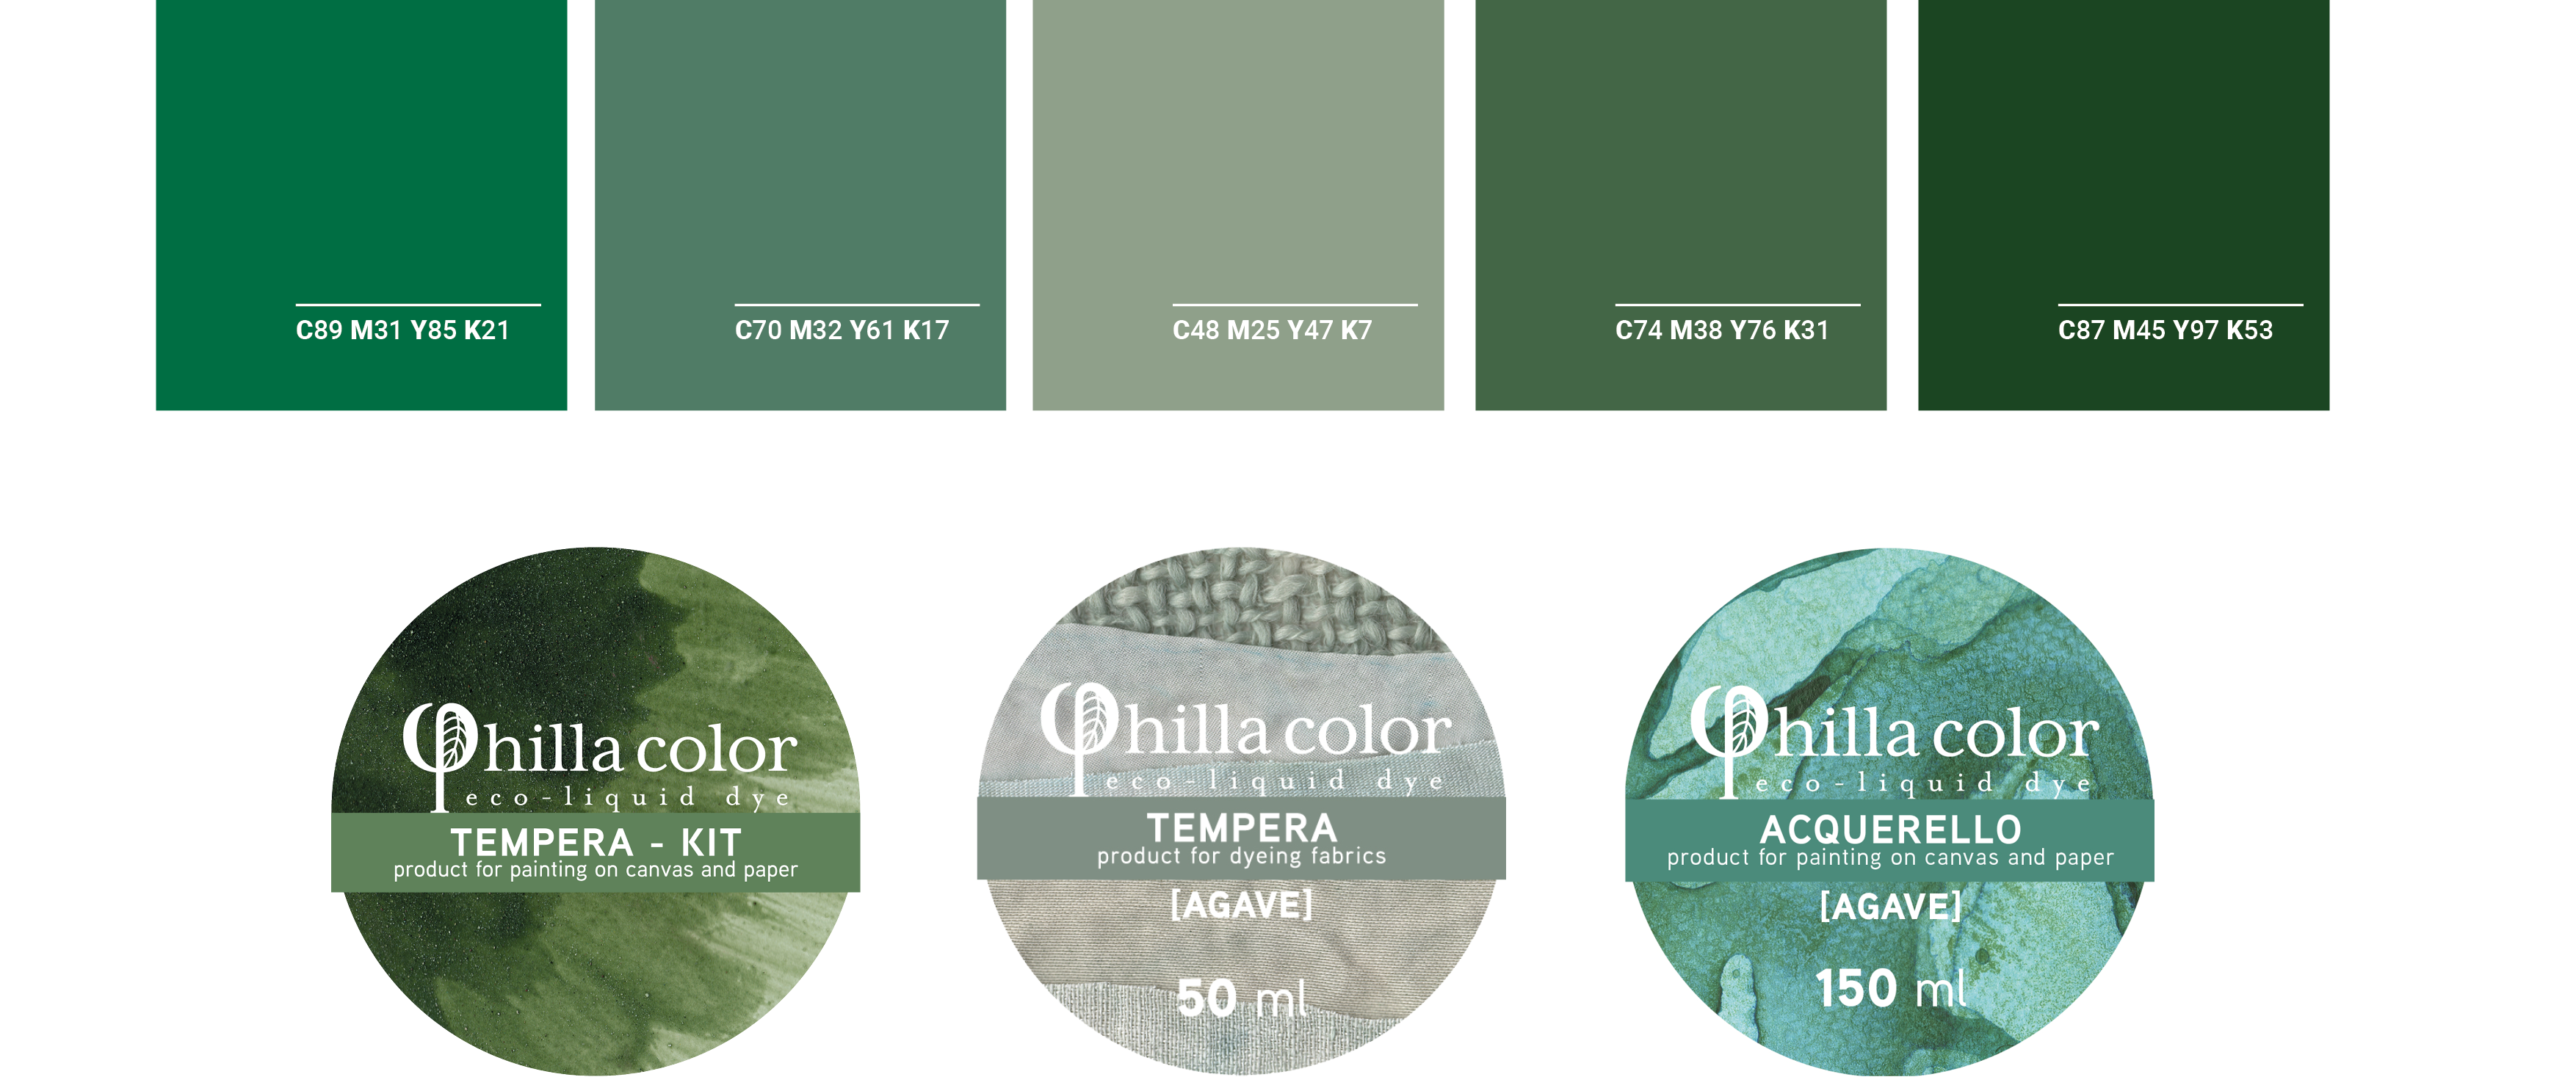 C89 M31 Y85 K21
C70 M32 Y61 K17
C48 M25 Y47 K7
C74 M38 Y76 K31
C87 M45 Y97 K53
φhilla color
eco-liquid dye
TEMPERA - KIT
product for painting on canvas and paper
φhilla color
eco-liquid dye
TEMPERA
product for dyeing fabrics
[AGAVE]
50 ml
φhilla color
eco-liquid dye
ACQUERELLO
product for painting on canvas and paper
[AGAVE]
150 ml